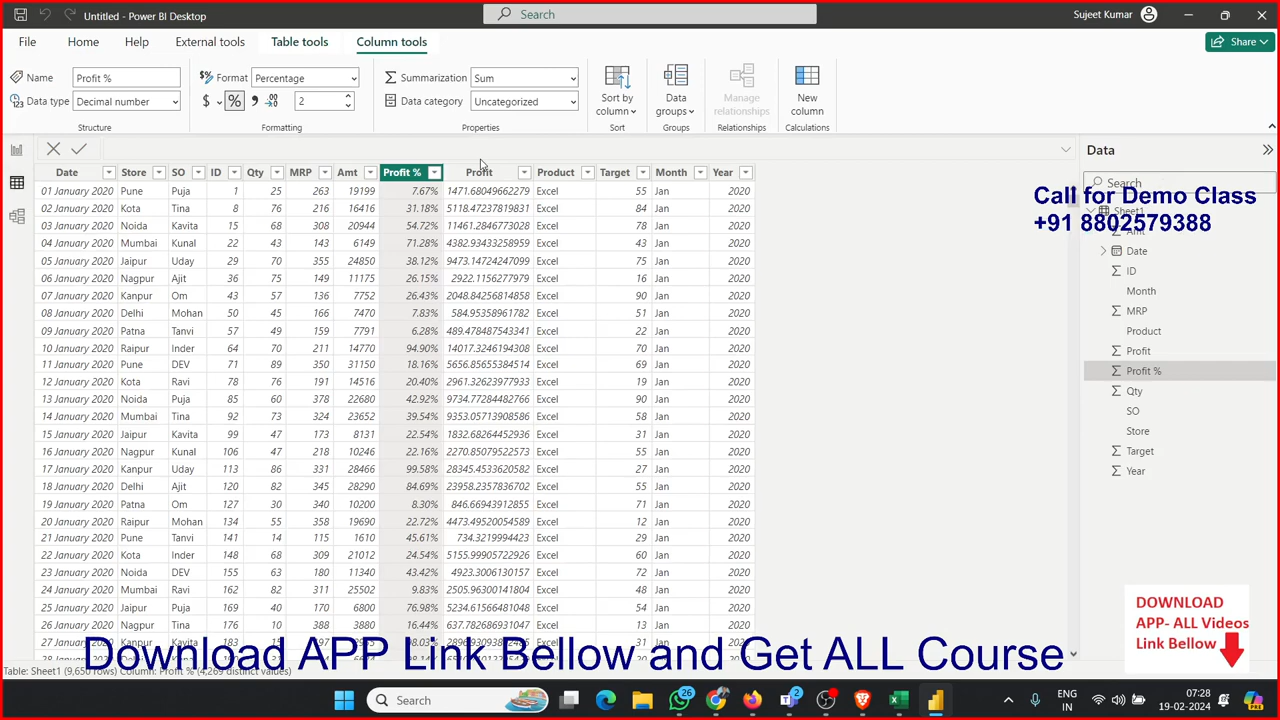 Untitled - Power BI Desktop
Search
Sujeet Kumar
File Home Help External tools Table tools Column tools
Share
Name Profit %
Format Percentage
Summarization Sum
Data type Decimal number
$ % 2
Data category Uncategorized
Sort by column
Data groups
Manage relationships
New column
Structure Formatting Properties Sort Groups Relationships Calculations
Data
Search
Call for Demo Class
+91 8802579388
Date Store SO ID Qty MRP Amt Profit % Profit Product Target Month Year
01 January 2020 Pune Puja 1 25 263 19199 7.67% 1471.68049662279 Excel 55 Jan 2020
02 January 2020 Kota Tina 8 76 216 16416 31.18% 5118.47237819831 Excel 84 Jan 2020
03 January 2020 Noida Kavita 15 68 308 20944 54.72% 11461.2846773028 Excel 78 Jan 2020
04 January 2020 Mumbai Kunal 22 43 143 6149 71.28% 4382.93433258959 Excel 43 Jan 2020
05 January 2020 Jaipur Uday 29 70 355 24850 38.12% 9473.14724247099 Excel 75 Jan 2020
06 January 2020 Nagpur Ajit 36 75 149 11175 26.15% 2922.1156277979 Excel 16 Jan 2020
07 January 2020 Kanpur Om 43 57 136 7752 26.43% 2048.84256814858 Excel 90 Jan 2020
08 January 2020 Delhi Mohan 50 45 166 7470 7.83% 584.95358961782 Excel 51 Jan 2020
09 January 2020 Patna Tanvi 57 49 159 7791 6.28% 489.478487543341 Excel 22 Jan 2020
10 January 2020 Raipur Inder 64 70 211 14770 94.90% 14017.3246194308 Excel 70 Jan 2020
11 January 2020 Pune DEV 71 89 350 31150 18.16% 5656.85655384514 Excel 69 Jan 2020
12 January 2020 Kota Ravi 78 76 191 14516 20.40% 2961.32623977933 Excel 19 Jan 2020
13 January 2020 Noida Puja 85 60 378 22680 42.92% 9734.77284482766 Excel 90 Jan 2020
14 January 2020 Mumbai Tina 92 73 324 23652 39.54% 9353.05713908586 Excel 58 Jan 2020
15 January 2020 Jaipur Kavita 99 47 173 8131 22.54% 1832.68264452936 Excel 31 Jan 2020
16 January 2020 Nagpur Kunal 106 47 218 10246 22.16% 2270.85079522573 Excel 55 Jan 2020
17 January 2020 Kanpur Uday 113 86 331 28466 99.58% 28345.4533620582 Excel 27 Jan 2020
18 January 2020 Delhi Ajit 120 82 345 28290 84.69% 23958.2357836702 Excel 55 Jan 2020
19 January 2020 Patna Om 127 30 340 10200 8.30% 846.66943912855 Excel 71 Jan 2020
20 January 2020 Raipur Mohan 134 55 358 19690 22.72% 4473.49520054589 Excel 12 Jan 2020
21 January 2020 Pune Tanvi 141 14 115 1610 45.61% 734.3219994423 Excel 29 Jan 2020
22 January 2020 Kota Inder 148 68 309 21012 24.54% 5155.99905722926 Excel 60 Jan 2020
23 January 2020 Noida DEV 155 63 180 11340 43.42% 4923.3006130157 Excel 72 Jan 2020
24 January 2020 Mumbai Ravi 162 82 311 25502 9.83% 2505.96300141804 Excel 48 Jan 2020
25 January 2020 Jaipur Puja 169 40 170 6800 76.98% 5234.61566481048 Excel 14 Jan 2020
26 January 2020 Nagpur Tina 176 10 388 3880 16.44% 637.782686931047 Excel 13 Jan 2020
27 January 2020 Kanpur Excel 31 Jan 2020
Sheet1
Amt
Date
ID
Month
MRP
Product
Profit
Profit %
Qty
SO
Store
Target
Year
DOWNLOAD
APP- ALL Videos
Link Bellow
Download APP Link Bellow and Get ALL Course
Table: Sheet1 (9,650 rows) Column: Profit % (4,269 distinct values)
Search
26
2
ENG
IN
07:28
19-02-2024